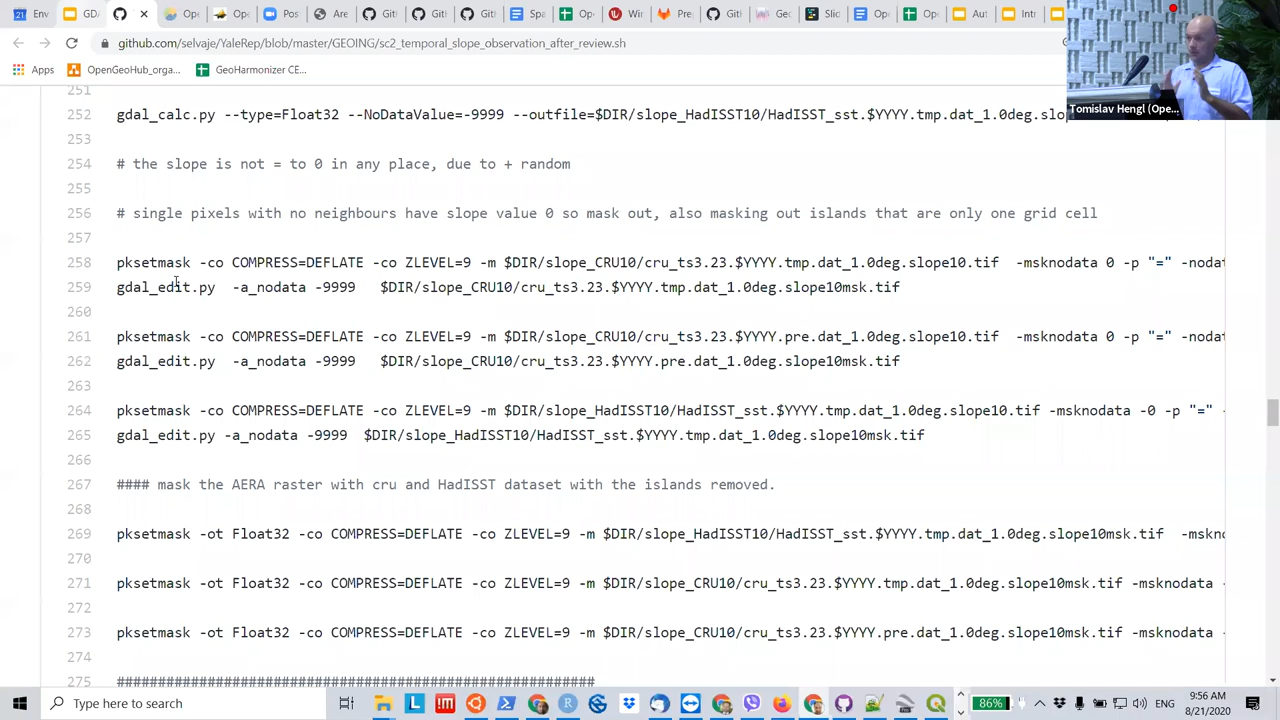 GD
Spa
Op
Wi
Pre
Ge
Slid
Op
Op
Aut
Int
github.com/selvaje/YaleRep/blob/master/GEOING/sc2_temporal_slope_observation_after_review.sh
Apps
OpenGeoHub_orga...
GeoHarmonizer CE...
Tomislav Hengl (Ope...
251
252 gdal_calc.py --type=Float32 --NoDataValue=-9999 --outfile=$DIR/slope_HadISST10/HadISST_sst.$YYYY.tmp.dat_1.0deg.slo
253
254 # the slope is not = to 0 in any place, due to + random
255
256 # single pixels with no neighbours have slope value 0 so mask out, also masking out islands that are only one grid cell
257
258 pksetmask -co COMPRESS=DEFLATE -co ZLEVEL=9 -m $DIR/slope_CRU10/cru_ts3.23.$YYYY.tmp.dat_1.0deg.slope10.tif -msknodata 0 -p "=" -nodat
259 gdal_edit.py -a_nodata -9999 $DIR/slope_CRU10/cru_ts3.23.$YYYY.tmp.dat_1.0deg.slope10msk.tif
260
261 pksetmask -co COMPRESS=DEFLATE -co ZLEVEL=9 -m $DIR/slope_CRU10/cru_ts3.23.$YYYY.pre.dat_1.0deg.slope10.tif -msknodata 0 -p "=" -nodat
262 gdal_edit.py -a_nodata -9999 $DIR/slope_CRU10/cru_ts3.23.$YYYY.pre.dat_1.0deg.slope10msk.tif
263
264 pksetmask -co COMPRESS=DEFLATE -co ZLEVEL=9 -m $DIR/slope_HadISST10/HadISST_sst.$YYYY.tmp.dat_1.0deg.slope10.tif -msknodata -0 -p "=" -
265 gdal_edit.py -a_nodata -9999 $DIR/slope_HadISST10/HadISST_sst.$YYYY.tmp.dat_1.0deg.slope10msk.tif
266
267 #### mask the AERA raster with cru and HadISST dataset with the islands removed.
268
269 pksetmask -ot Float32 -co COMPRESS=DEFLATE -co ZLEVEL=9 -m $DIR/slope_HadISST10/HadISST_sst.$YYYY.tmp.dat_1.0deg.slope10msk.tif -mskn
270
271 pksetmask -ot Float32 -co COMPRESS=DEFLATE -co ZLEVEL=9 -m $DIR/slope_CRU10/cru_ts3.23.$YYYY.tmp.dat_1.0deg.slope10msk.tif -msknodata -
272
273 pksetmask -ot Float32 -co COMPRESS=DEFLATE -co ZLEVEL=9 -m $DIR/slope_CRU10/cru_ts3.23.$YYYY.pre.dat_1.0deg.slope10msk.tif -msknodata -
274
275 ##########################################################
Type here to search
86%
ENG
9:56 AM
8/21/2020